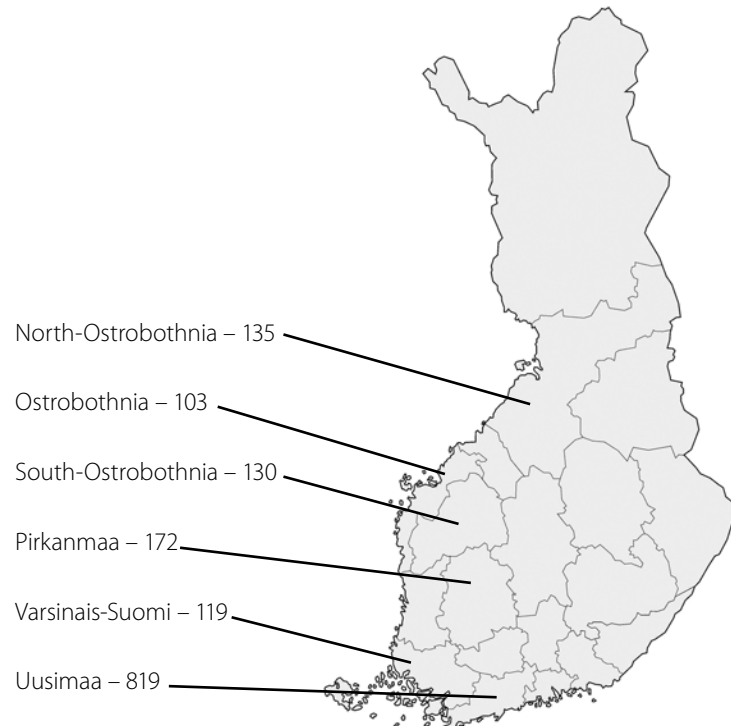 North-Ostrobothnia – 135
Ostrobothnia – 103
South-Ostrobothnia – 130
Pirkanmaa – 172
Varsinais-Suomi – 119
Uusimaa – 819